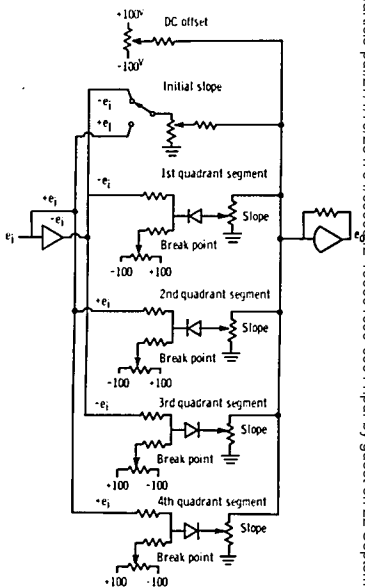 +100V
DC offset
-100V
Initial slope
-ei
+ei
1st quadrant segment
-ei
+ei
-ei
ei
Slope
Break point
-100 +100
eo
2nd quadrant segment
+ei
Slope
Break point
-100 +100
3rd quadrant segment
-ei
Slope
Break point
+100 -100
4th quadrant segment
+ei
Slope
Break point
+100 -100